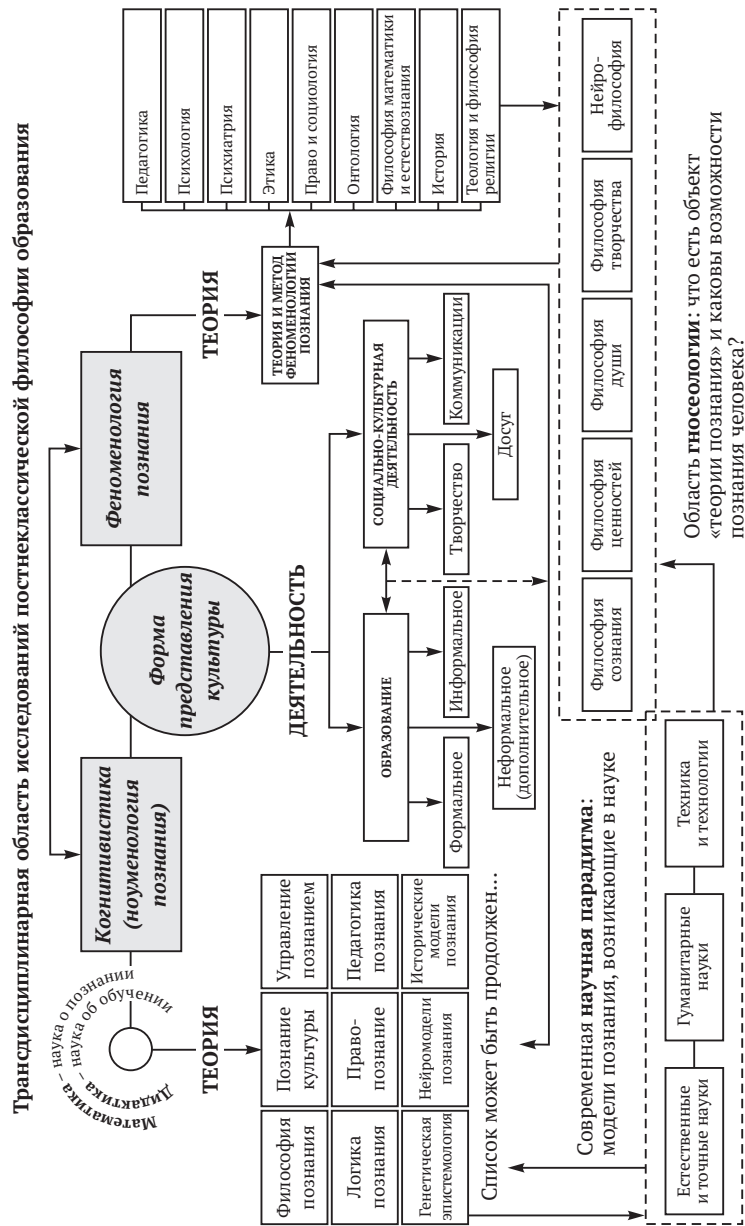 Трансдисциплинарная область исследований постнеклассической философии образования
Математика – наука о познании
Дидактика – наука об обучении
Когнитивистика
(ноуменология
познания)
Форма
представления
культуры
Феноменология
познания
ТЕОРИЯ
ДЕЯТЕЛЬНОСТЬ
ТЕОРИЯ
Философия
познания
Познание
культуры
Управление
познанием
Логика
познания
Право-
познание
Педагогика
познания
Генетическая
эпистемология
Нейромодели
познания
Исторические
модели
познания
Список может быть продолжен...
ОБРАЗОВАНИЕ
Формальное
Информальное
Неформальное
(дополнительное)
СОЦИАЛЬНО-КУЛЬТУРНАЯ
ДЕЯТЕЛЬНОСТЬ
Творчество
Коммуникации
Досуг
ТЕОРИЯ И МЕТОД
ФЕНОМЕНОЛОГИИ
ПОЗНАНИЯ
Педагогика
Психология
Психиатрия
Этика
Право и социология
Онтология
Философия математики
и естествознания
История
Теология и философия
религии
Современная научная парадигма:
модели познания, возникающие в науке
Философия
сознания
Философия
ценностей
Философия
души
Философия
творчества
Нейро-
философия
Естественные
и точные науки
Гуманитарные
науки
Техника
и технологии
Область гносеологии: что есть объект
«теории познания» и каковы возможности
познания человека?